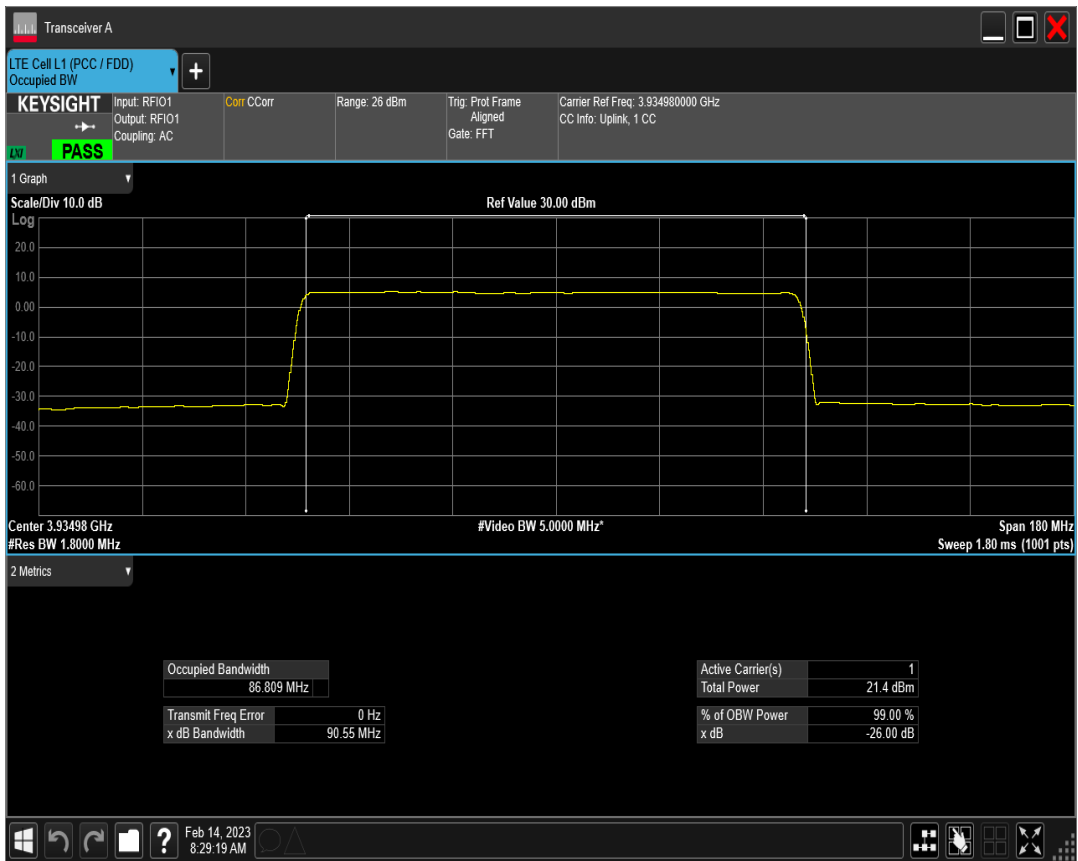 Transceiver A
LTE Cell L1 (PCC / FDD)
Occupied BW
KEYSIGHT
LXI
PASS
Input: RFIO1
Output: RFIO1
Coupling: AC
Corr CCorr
Range: 26 dBm
Trig: Prot Frame
Aligned
Gate: FFT
Carrier Ref Freq: 3.934980000 GHz
CC Info: Uplink, 1 CC
1 Graph
Scale/Div 10.0 dB
Ref Value 30.00 dBm
Log
20.0
10.0
0.00
-10.0
-20.0
-30.0
-40.0
-50.0
-60.0
Center 3.93498 GHz
#Video BW 5.0000 MHz*
Span 180 MHz
#Res BW 1.8000 MHz
Sweep 1.80 ms (1001 pts)
2 Metrics
Occupied Bandwidth
86.809 MHz
Transmit Freq Error 0 Hz
x dB Bandwidth 90.55 MHz
Active Carrier(s) 1
Total Power 21.4 dBm
% of OBW Power 99.00 %
x dB -26.00 dB
?
Feb 14, 2023
8:29:19 AM